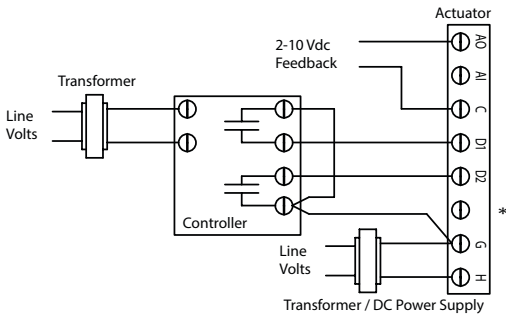 Actuator
2-10 Vdc
Feedback
AO
AI
C
D1
D2
*
G
H
Transformer
Line
Volts
Controller
Line
Volts
Transformer / DC Power Supply